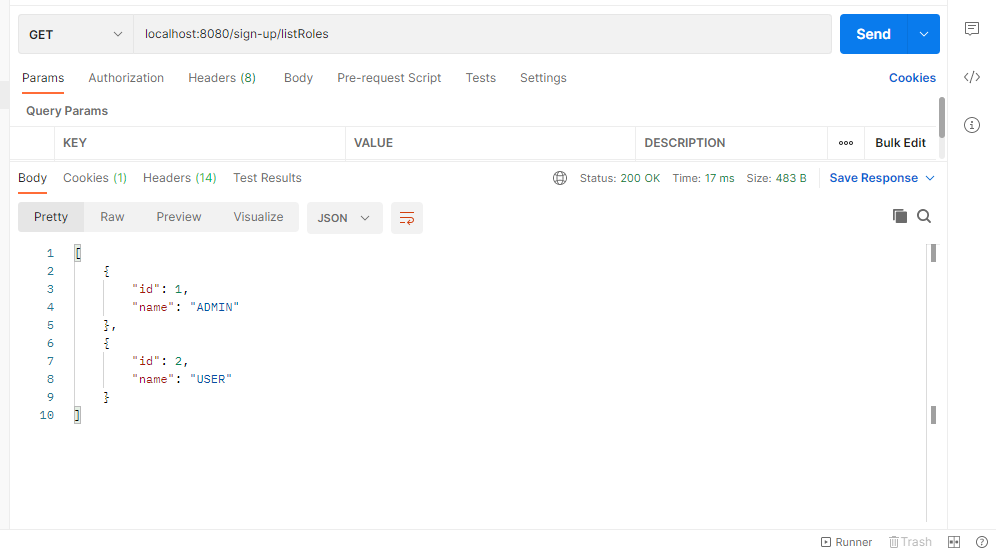 GET localhost:8080/sign-up/listRoles Send
Params Authorization Headers (8) Body Pre-request Script Tests Settings Cookies
Query Params
KEY VALUE DESCRIPTION ooo Bulk Edit
Body Cookies (1) Headers (14) Test Results Status: 200 OK Time: 17 ms Size: 483 B Save Response
Pretty Raw Preview Visualize JSON
1 [
2 {
3 "id": 1,
4 "name": "ADMIN"
5 },
6 {
7 "id": 2,
8 "name": "USER"
9 }
10 ]
Runner Trash